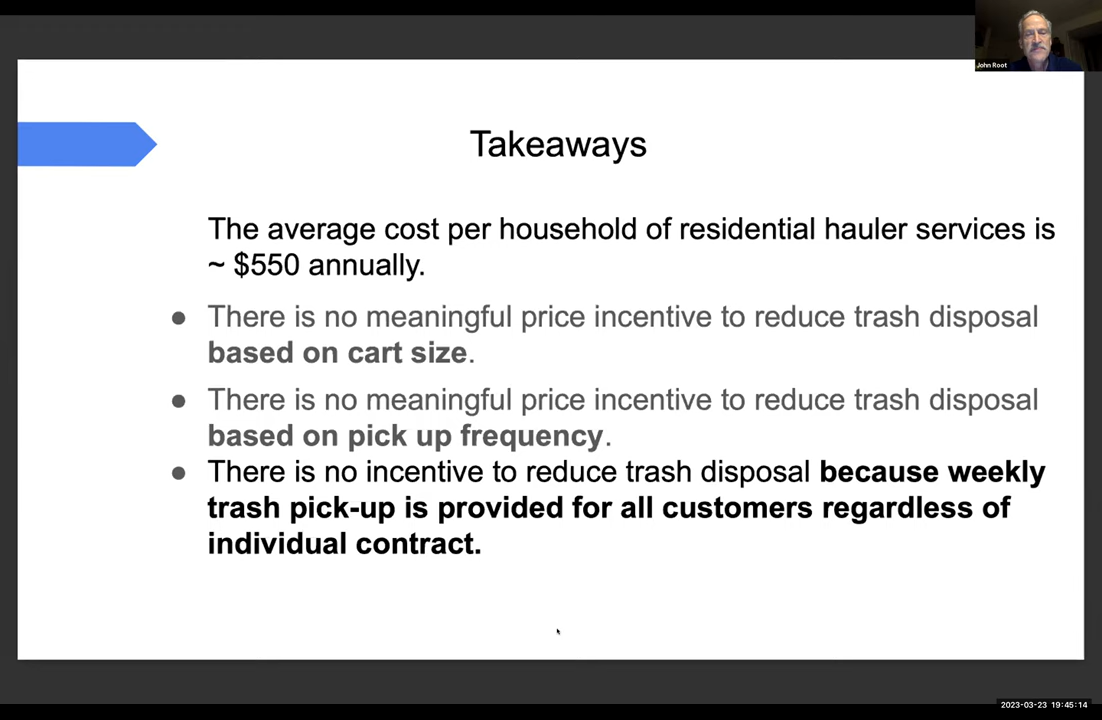 John Root
Takeaways
The average cost per household of residential hauler services is
~ $550 annually.
● There is no meaningful price incentive to reduce trash disposal
based on cart size.
● There is no meaningful price incentive to reduce trash disposal
based on pick up frequency.
● There is no incentive to reduce trash disposal because weekly
trash pick-up is provided for all customers regardless of
individual contract.
2023-03-23 19:45:14